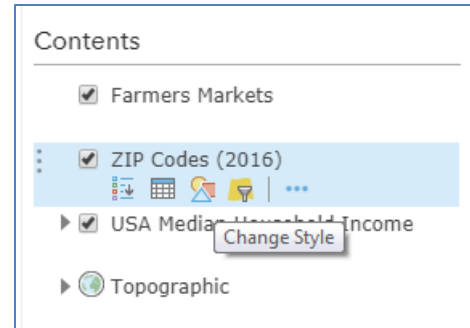 Contents
Farmers Markets
ZIP Codes (2016)
USA Median Household Income
Change Style
Topographic